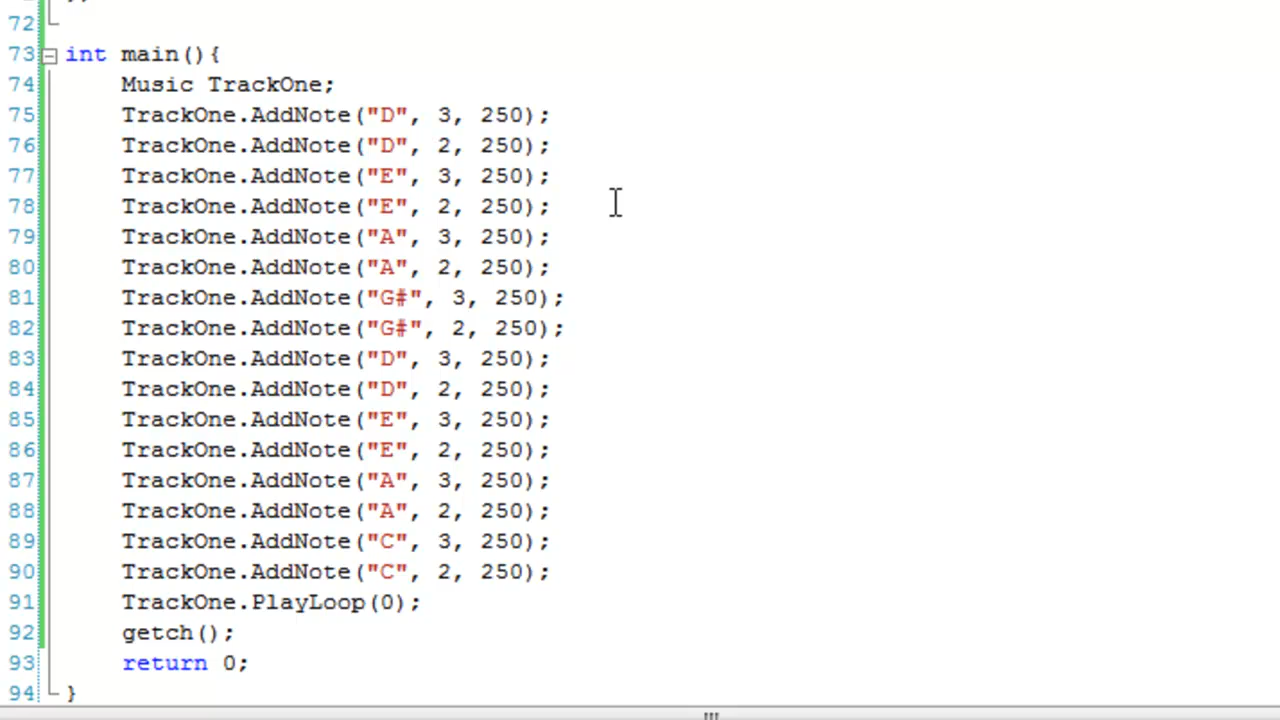 72
73 int main(){
74 Music TrackOne;
75 TrackOne.AddNote("D", 3, 250);
76 TrackOne.AddNote("D", 2, 250);
77 TrackOne.AddNote("E", 3, 250);
78 TrackOne.AddNote("E", 2, 250);
79 TrackOne.AddNote("A", 3, 250);
80 TrackOne.AddNote("A", 2, 250);
81 TrackOne.AddNote("G#", 3, 250);
82 TrackOne.AddNote("G#", 2, 250);
83 TrackOne.AddNote("D", 3, 250);
84 TrackOne.AddNote("D", 2, 250);
85 TrackOne.AddNote("E", 3, 250);
86 TrackOne.AddNote("E", 2, 250);
87 TrackOne.AddNote("A", 3, 250);
88 TrackOne.AddNote("A", 2, 250);
89 TrackOne.AddNote("C", 3, 250);
90 TrackOne.AddNote("C", 2, 250);
91 TrackOne.PlayLoop(0);
92 getch();
93 return 0;
94 }